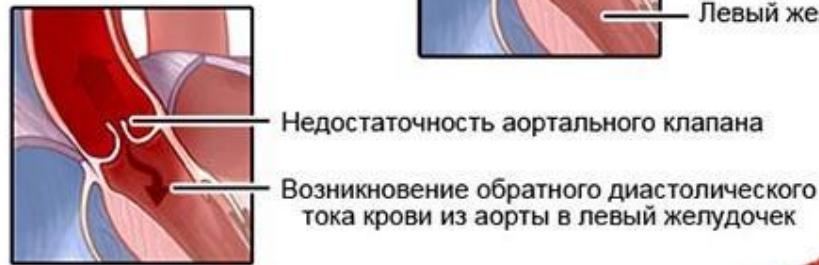 Левый же
Недостаточность аортального клапана
Возникновение обратного диастолического
тока крови из аорты в левый желудочек